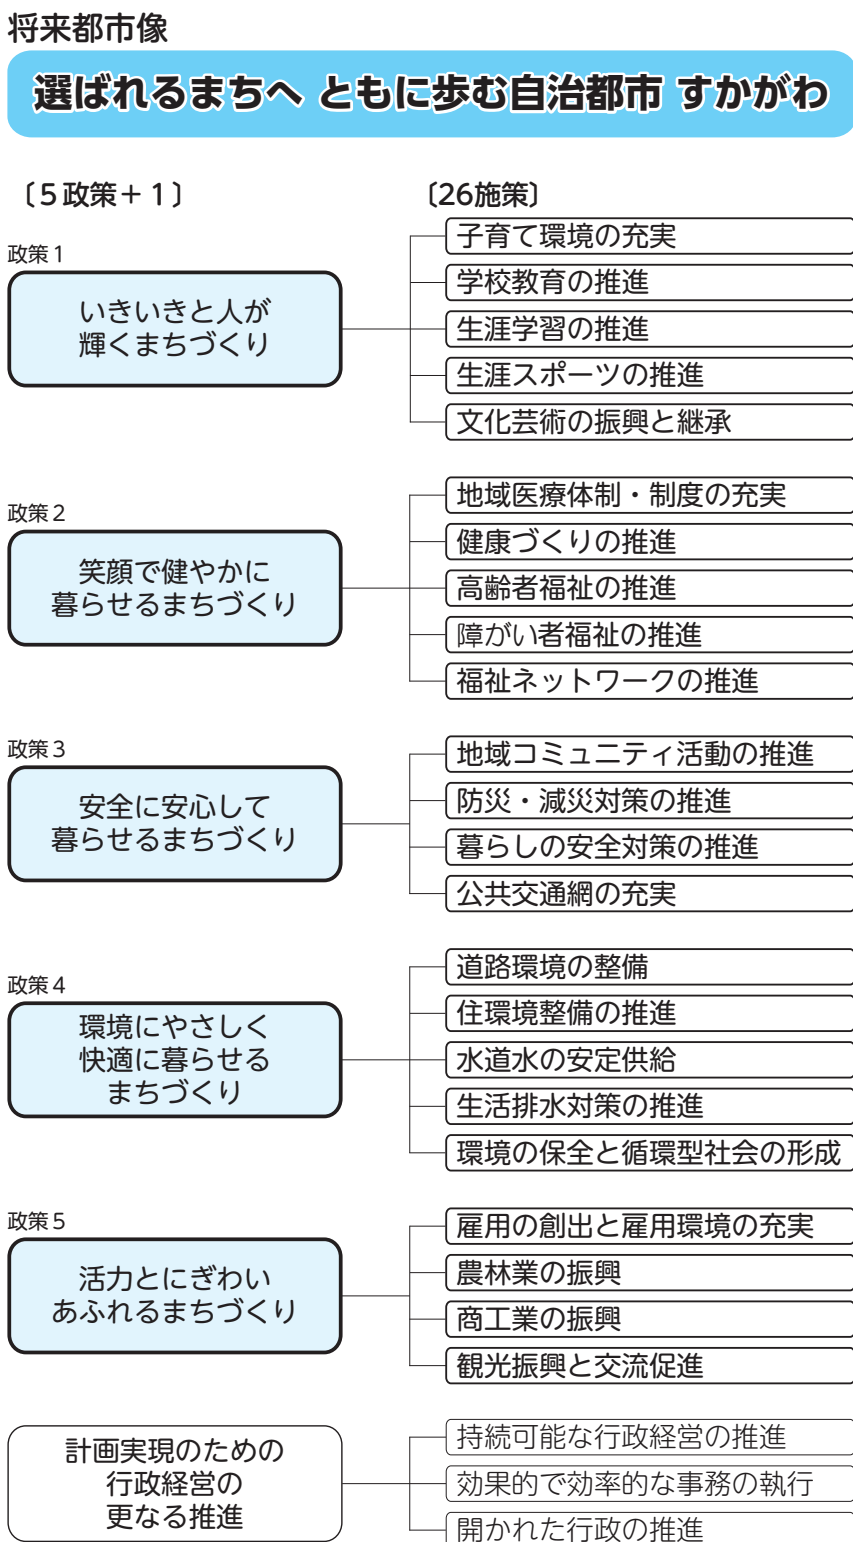 将来都市像
選ばれるまちへ ともに歩む自治都市 すかがわ
〔５政策＋１〕
〔26施策〕
政策１
いきいきと人が
輝くまちづくり
子育て環境の充実
学校教育の推進
生涯学習の推進
生涯スポーツの推進
文化芸術の振興と継承
政策２
笑顔で健やかに
暮らせるまちづくり
地域医療体制・制度の充実
健康づくりの推進
高齢者福祉の推進
障がい者福祉の推進
福祉ネットワークの推進
政策３
安全に安心して
暮らせるまちづくり
地域コミュニティ活動の推進
防災・減災対策の推進
暮らしの安全対策の推進
公共交通網の充実
政策４
環境にやさしく
快適に暮らせる
まちづくり
道路環境の整備
住環境整備の推進
水道水の安定供給
生活排水対策の推進
環境の保全と循環型社会の形成
政策５
活力とにぎわい
あふれるまちづくり
雇用の創出と雇用環境の充実
農林業の振興
商工業の振興
観光振興と交流促進
計画実現のための
行政経営の
更なる推進
持続可能な行政経営の推進
効果的で効率的な事務の執行
開かれた行政の推進